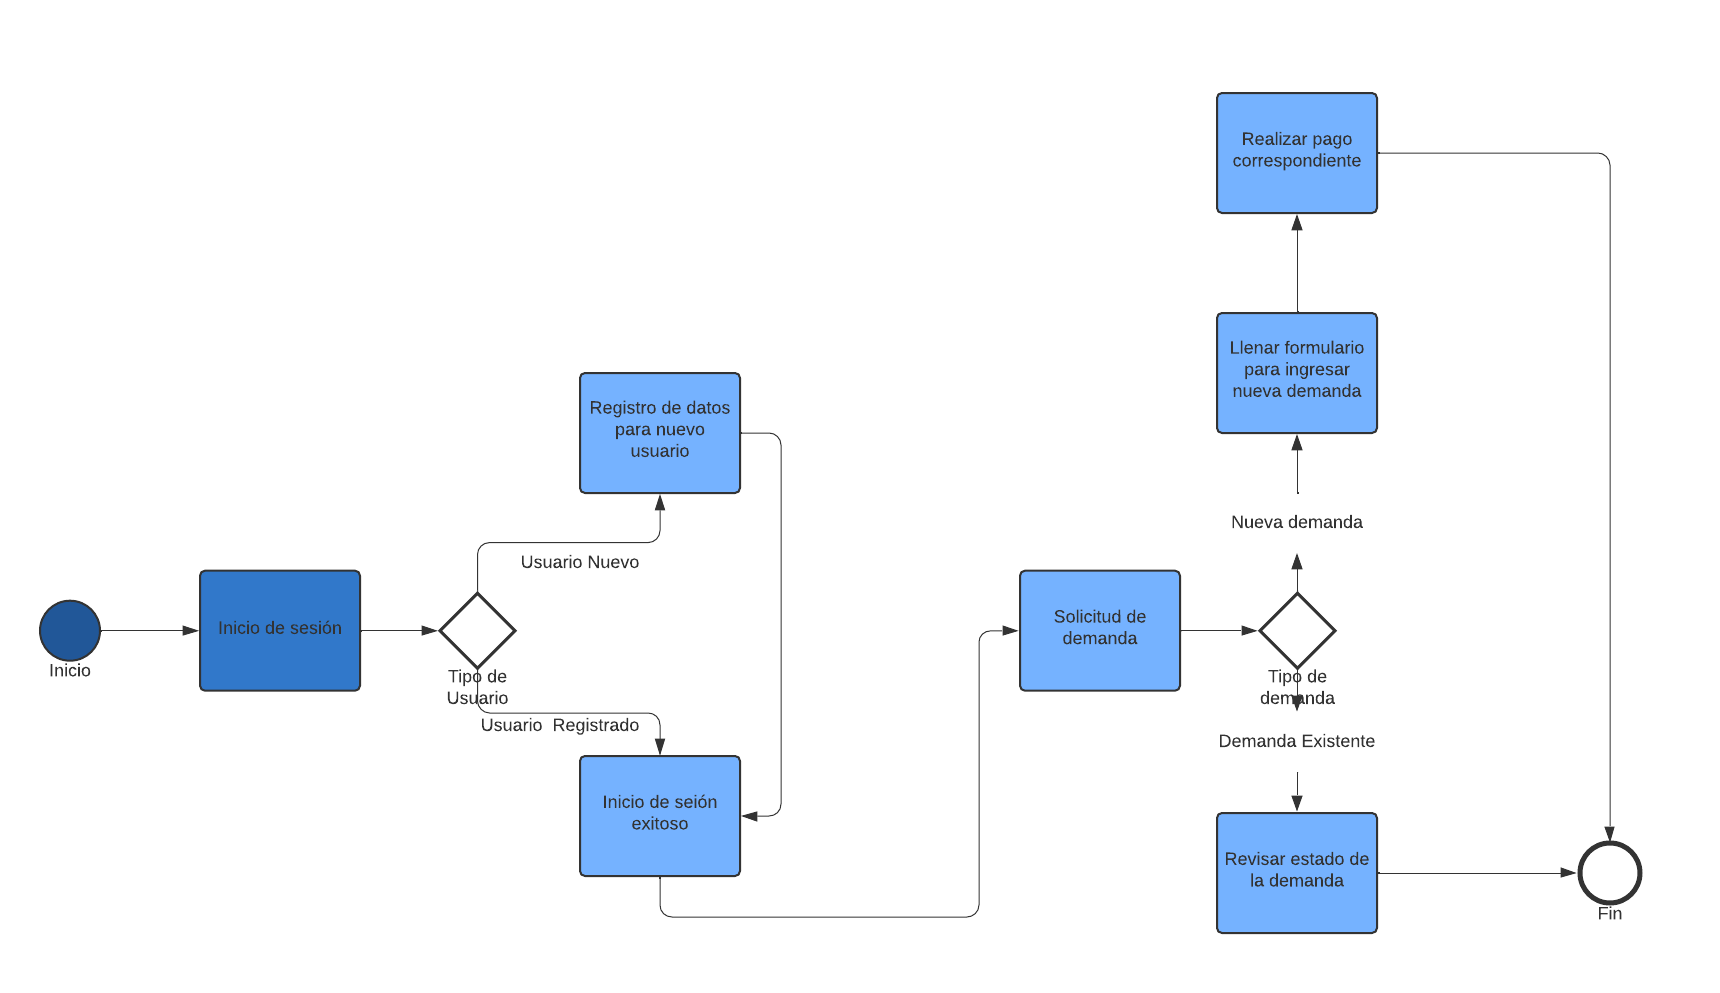 Inicio
Inicio de sesión
Tipo de
Usuario
Usuario Nuevo
Registro de datos
para nuevo
usuario
Usuario  Registrado
Inicio de seión
exitoso
Solicitud de
demanda
Tipo de
demanda
Nueva demanda
Llenar formulario
para ingresar
nueva demanda
Realizar pago
correspondiente
Demanda Existente
Revisar estado de
la demanda
Fin